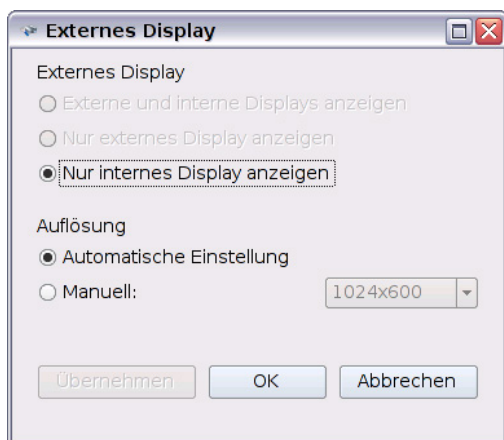 Externes Display
Externes Display
Externe und interne Displays anzeigen
Nur externes Display anzeigen
Nur internes Display anzeigen
Auflösung
Automatische Einstellung
Manuell: 1024x600
Übernehmen OK Abbrechen